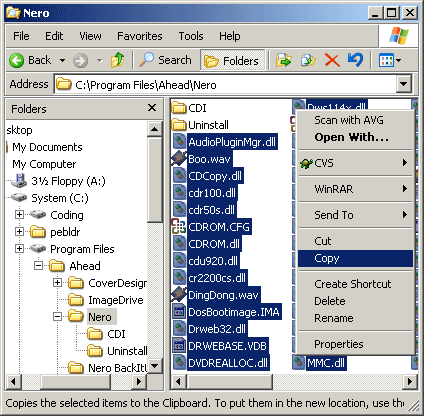 Nero
File Edit View Favorites Tools Help
Back Search Folders
Address C:\Program Files\Ahead\Nero
Folders
sktop
My Documents
My Computer
3½ Floppy (A:)
System (C:)
Coding
pebldr
Program Files
Ahead
CoverDesign
ImageDrive
Nero
CDI
Uninstall
Nero BackItU
CDI
Uninstall
AudioPluginMgr.dll
Boo.wav
CDCopy.dll
cdr100.dll
cdr50s.dll
CDROM.CFG
CDROM.dll
cdu920.dll
cr2200cs.dll
DingDong.wav
DosBootimage.IMA
Drweb32.dll
DRWEBASE.VDB
DVDREALLOC.dll
Dws114x.dll
Scan with AVG
Open With...
CVS
WinRAR
Send To
Cut
Copy
Create Shortcut
Delete
Rename
Properties
MMC.dll
Copies the selected items to the Clipboard. To put them in the new location, use the